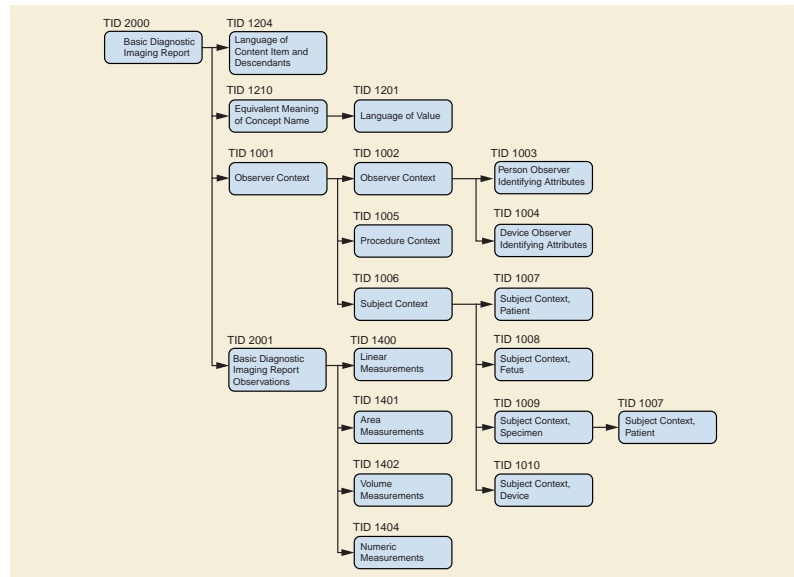 TID 2000
Basic Diagnostic
Imaging Report
TID 1204
Language of
Content Item and
Descendants
TID 1210
Equivalent Meaning
of Concept Name
TID 1201
Language of Value
TID 1001
Observer Context
TID 1002
Observer Context
TID 1003
Person Observer
Identifying Attributes
TID 1004
Device Observer
Identifying Attributes
TID 1005
Procedure Context
TID 1006
Subject Context
TID 1007
Subject Context,
Patient
TID 1008
Subject Context,
Fetus
TID 1009
Subject Context,
Specimen
TID 1007
Subject Context,
Patient
TID 1010
Subject Context,
Device
TID 2001
Basic Diagnostic
Imaging Report
Observations
TID 1400
Linear
Measurements
TID 1401
Area
Measurements
TID 1402
Volume
Measurements
TID 1404
Numeric
Measurements